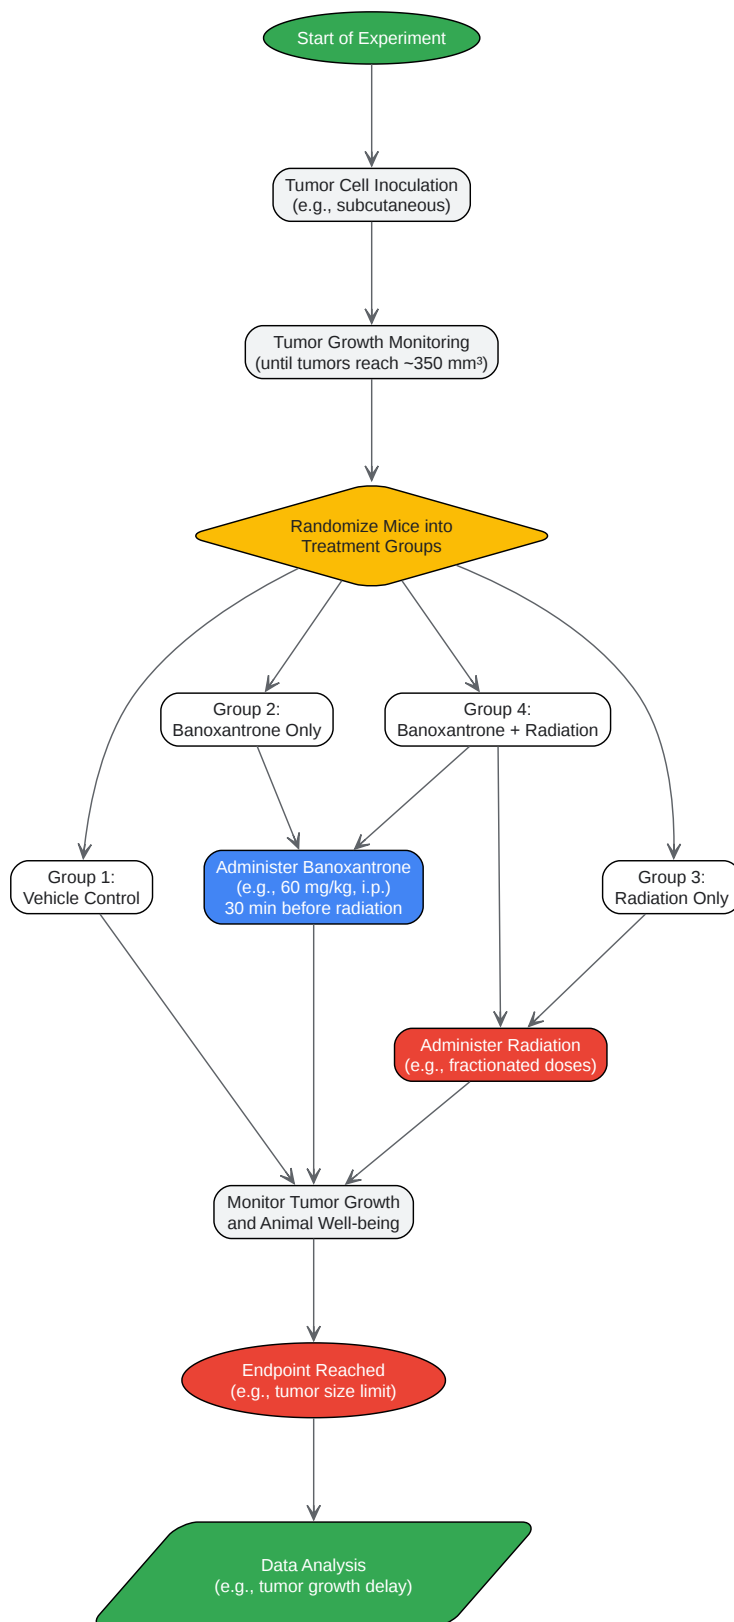 Start of Experiment
Tumor Cell Inoculation
(e.g., subcutaneous)
Tumor Growth Monitoring
(until tumors reach ~350 mm³)
Randomize Mice into
Treatment Groups
Group 2:
Banoxantrone Only
Group 4:
Banoxantrone + Radiation
Group 1:
Vehicle Control
Administer Banoxantrone
(e.g., 60 mg/kg, i.p.)
30 min before radiation
Group 3:
Radiation Only
Administer Radiation
(e.g., fractionated doses)
Monitor Tumor Growth
and Animal Well-being
Endpoint Reached
(e.g., tumor size limit)
Data Analysis
(e.g., tumor growth delay)